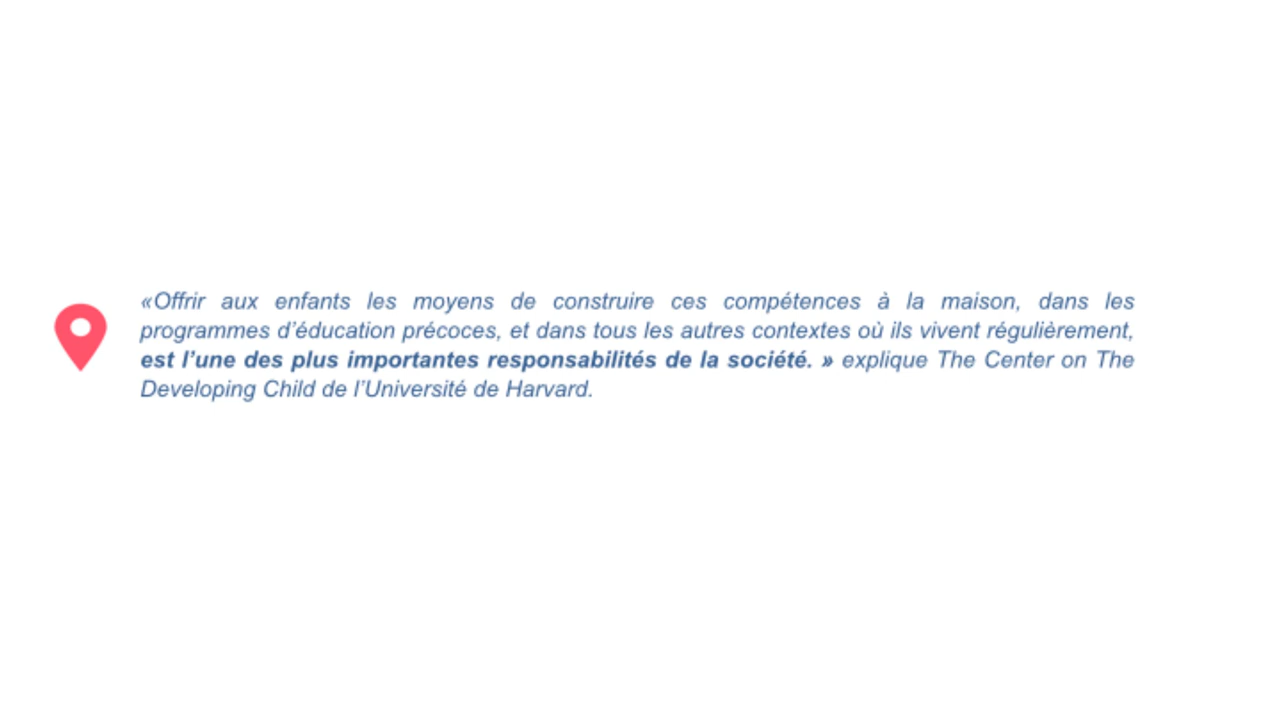 «Offrir aux enfants les moyens de construire ces compétences à la maison, dans les
programmes d’éducation précoces, et dans tous les autres contextes où ils vivent régulièrement,
est l’une des plus importantes responsabilités de la société. » explique The Center on The
Developing Child de l’Université de Harvard.